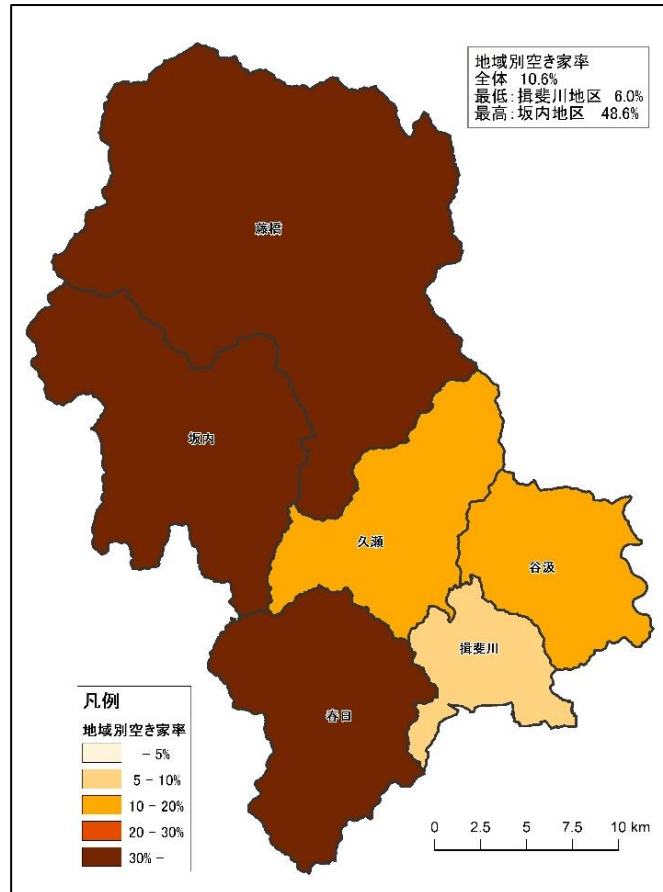 地域別空き家率
全体 10.6%
最低:揖斐川地区 6.0%
最高:坂内地区 48.6%
藤橋
坂内
久瀬
谷汲
揖斐川
春日
凡例
地域別空き家率
- 5%
5 - 10%
10 - 20%
20 - 30%
30% -
0 2.5 5 7.5 10 km